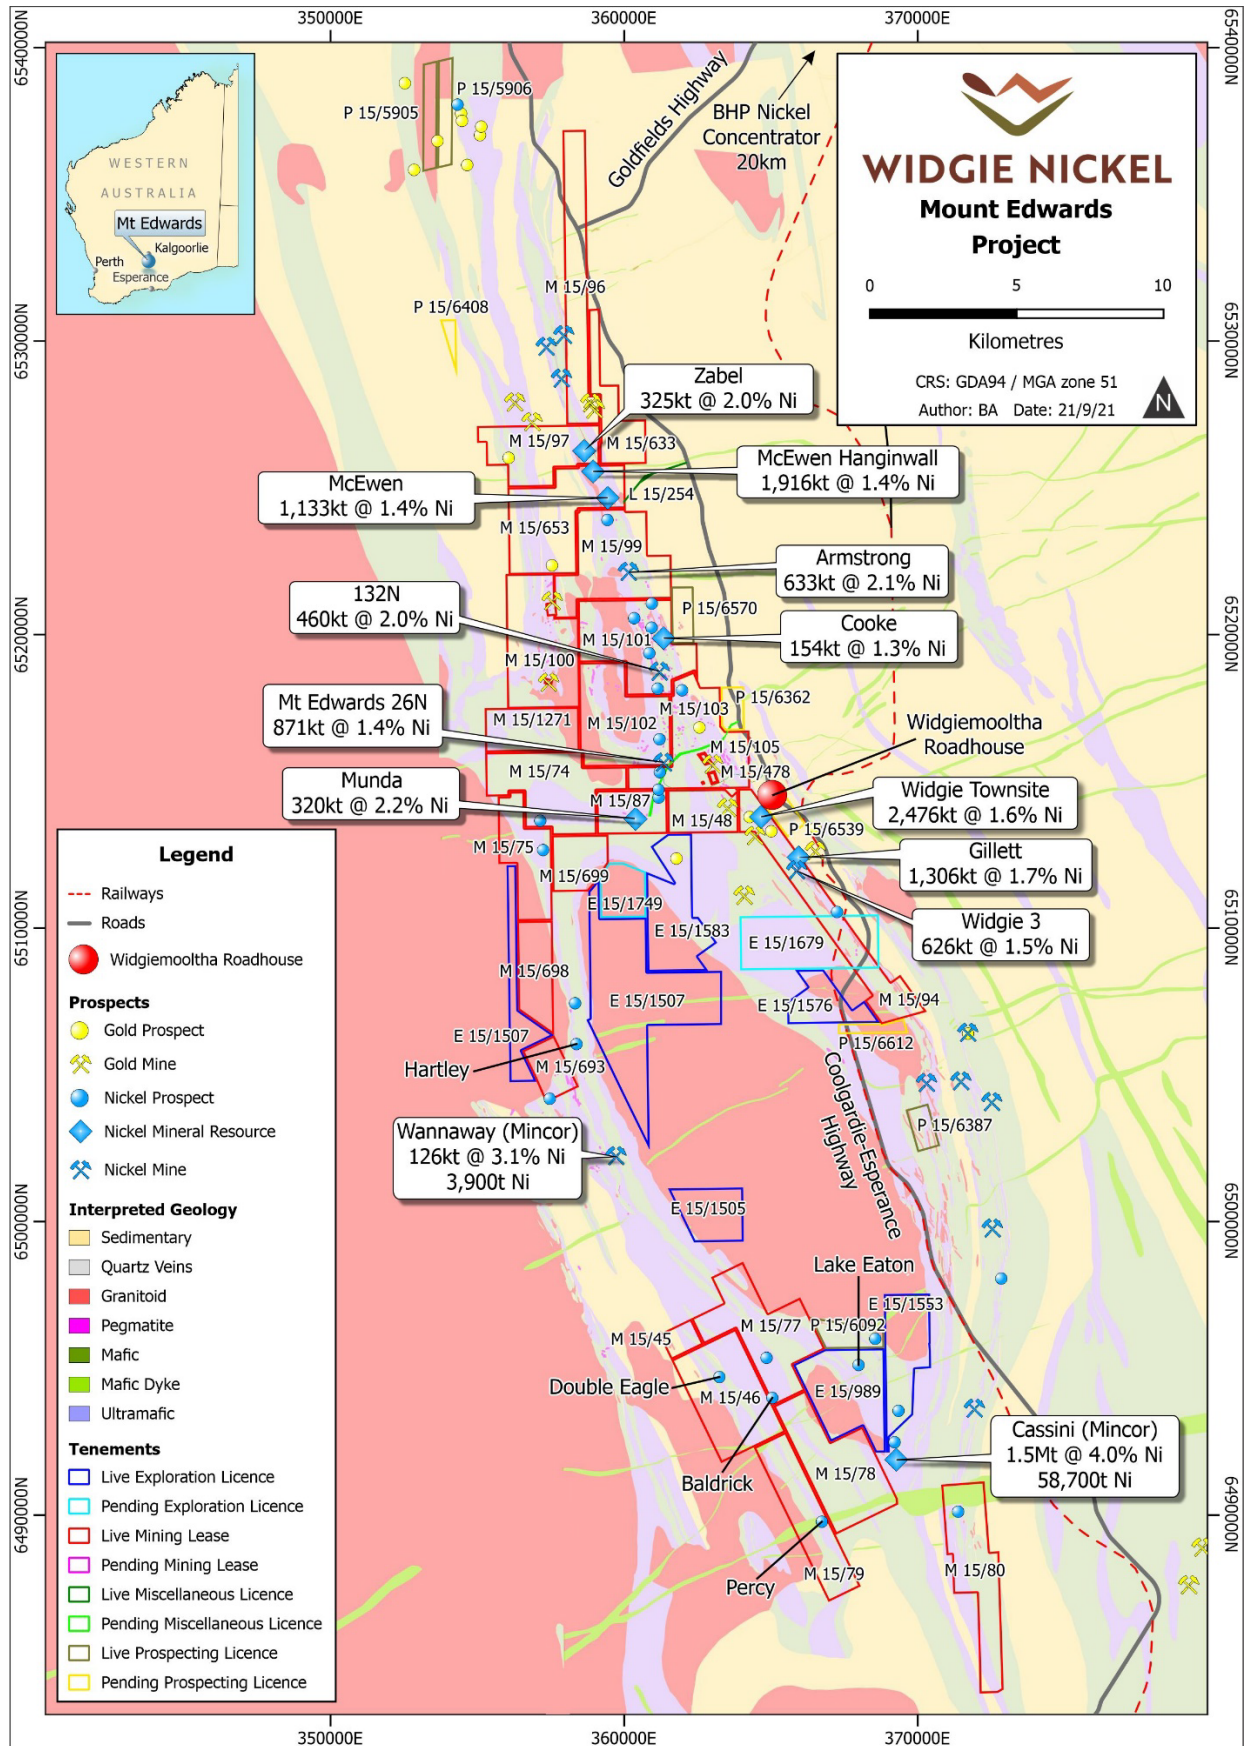 350000E
360000E
370000E
6540000N
6530000N
6520000N
6510000N
6500000N
6490000N
6540000N
6530000N
6520000N
6510000N
6500000N
6490000N
WESTERN
AUSTRALIA
Mt Edwards
Kalgoorlie
Perth
Esperance
P 15/5905
P 15/5906
Goldfields Highway
BHP Nickel
Concentrator
20km
WIDGIE NICKEL
Mount Edwards
Project
0
5
10
Kilometres
CRS: GDA94 / MGA zone 51
Author: BA Date: 21/9/21
N
M 15/96
P 15/6408
Zabel
325kt @ 2.0% Ni
M 15/97
M 15/633
McEwen Hanginwall
1,916kt @ 1.4% Ni
McEwen
1,133kt @ 1.4% Ni
L 15/254
M 15/653
M 15/99
Armstrong
633kt @ 2.1% Ni
132N
460kt @ 2.0% Ni
P 15/6570
Cooke
154kt @ 1.3% Ni
M 15/101
M 15/100
Mt Edwards 26N
871kt @ 1.4% Ni
P 15/6362
M 15/103
M 15/1271
M 15/102
Widgiemooltha
Roadhouse
M 15/105
M 15/74
M 15/478
Munda
320kt @ 2.2% Ni
M 15/87
M 15/48
Widgie Townsite
2,476kt @ 1.6% Ni
P 15/6539
M 15/75
Gillett
1,306kt @ 1.7% Ni
M 15/699
E 15/1749
Widgie 3
626kt @ 1.5% Ni
E 15/1583
E 15/1679
M 15/698
E 15/1507
E 15/1576
M 15/94
E 15/1507
P 15/6612
Hartley
M 15/693
Coolgardie-Esperance
Highway
P 15/6387
Wannaway (Mincor)
126kt @ 3.1% Ni
3,900t Ni
E 15/1505
Lake Eaton
E 15/1553
M 15/45
M 15/77
P 15/6092
Double Eagle
M 15/46
E 15/989
Cassini (Mincor)
1.5Mt @ 4.0% Ni
58,700t Ni
Baldrick
M 15/78
Percy
M 15/79
M 15/80
Legend
Railways
Roads
Widgiemooltha Roadhouse
Prospects
Gold Prospect
Gold Mine
Nickel Prospect
Nickel Mineral Resource
Nickel Mine
Interpreted Geology
Sedimentary
Quartz Veins
Granitoid
Pegmatite
Mafic
Mafic Dyke
Ultramafic
Tenements
Live Exploration Licence
Pending Exploration Licence
Live Mining Lease
Pending Mining Lease
Live Miscellaneous Licence
Pending Miscellaneous Licence
Live Prospecting Licence
Pending Prospecting Licence
350000E
360000E
370000E